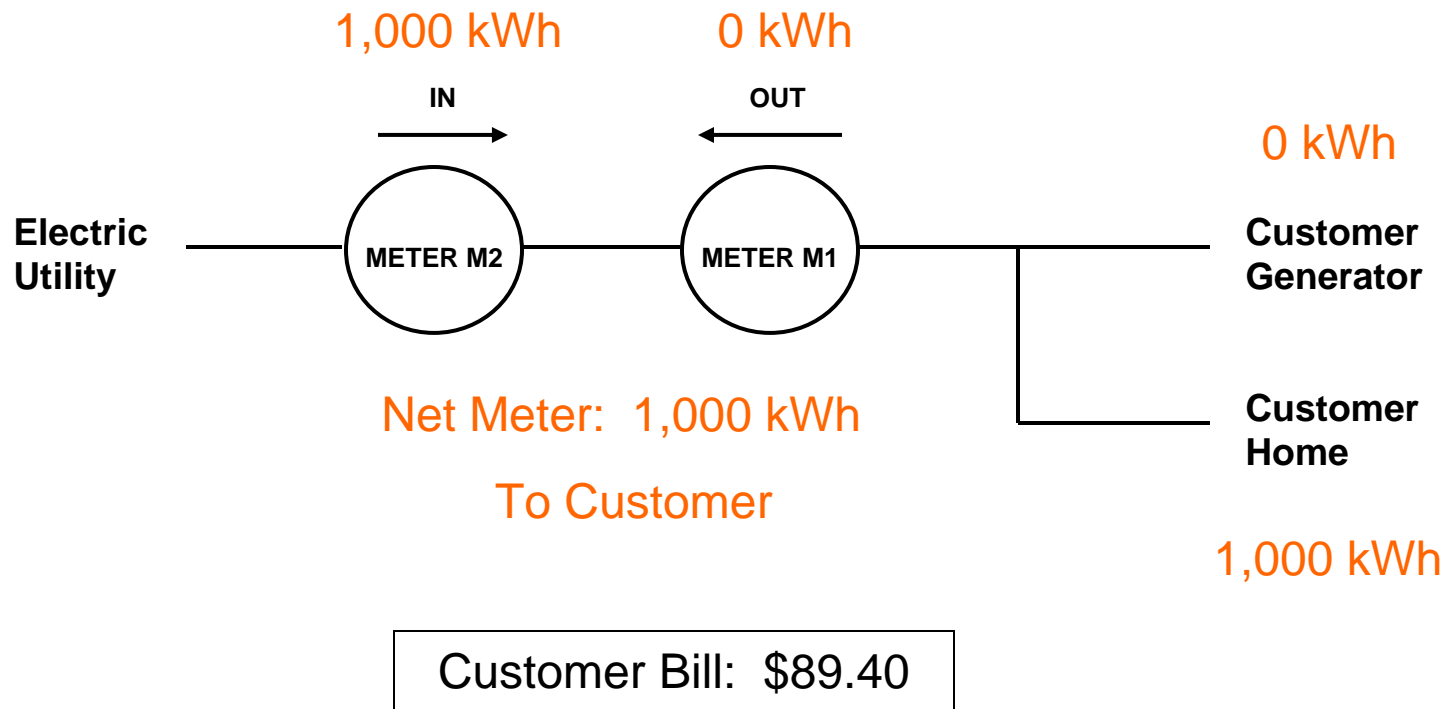 1,000 kWh
0 kWh
IN
OUT
0 kWh
Electric
Utility
METER M2
METER M1
Customer
Generator
Net Meter: 1,000 kWh
To Customer
Customer
Home
1,000 kWh
Customer Bill: $89.40